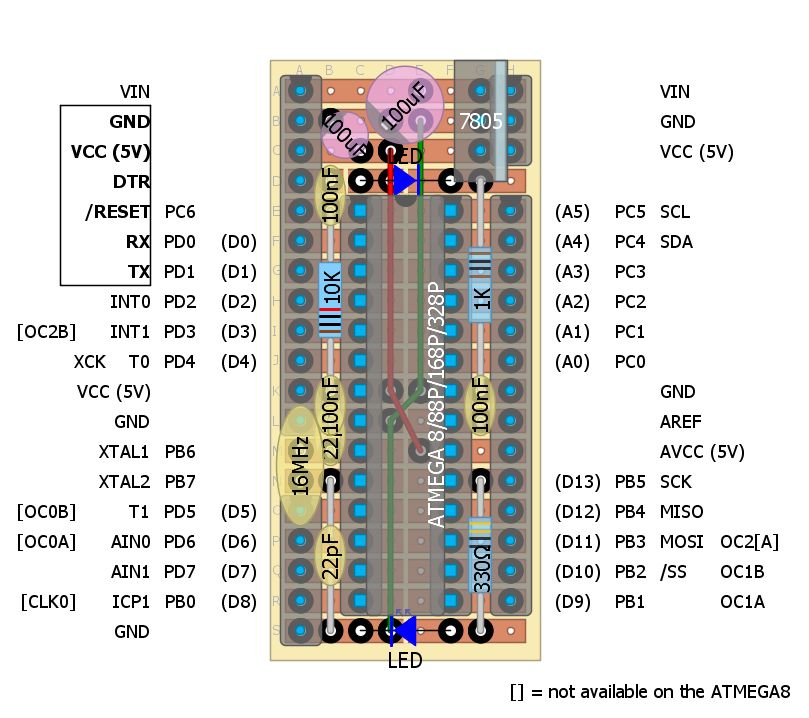 A B C D E F G H
VIN A VIN
GND B 100uF 100uF 7805 GND
VCC (5V) C LED VCC (5V)
DTR D 100nF
/RESET PC6 E (A5) PC5 SCL
RX PD0 (D0) F (A4) PC4 SDA
TX PD1 (D1) G 10K 1K (A3) PC3
INT0 PD2 (D2) H (A2) PC2
[OC2B] INT1 PD3 (D3) I (A1) PC1
XCK T0 PD4 (D4) J (A0) PC0
VCC (5V) K 100nF 100nF GND
GND L AREF
ATMEGA 8/88P/168P/328P
XTAL1 PB6 16MHz AVCC (5V)
XTAL2 PB7 (D13) PB5 SCK
[OC0B] T1 PD5 (D5) (D12) PB4 MISO
[OC0A] AIN0 PD6 (D6) P 22pF 330Ω (D11) PB3 MOSI OC2[A]
AIN1 PD7 (D7) Q (D10) PB2 /SS OC1B
[CLK0] ICP1 PB0 (D8) R (D9) PB1 OC1A
GND S
LED
[] = not available on the ATMEGA8